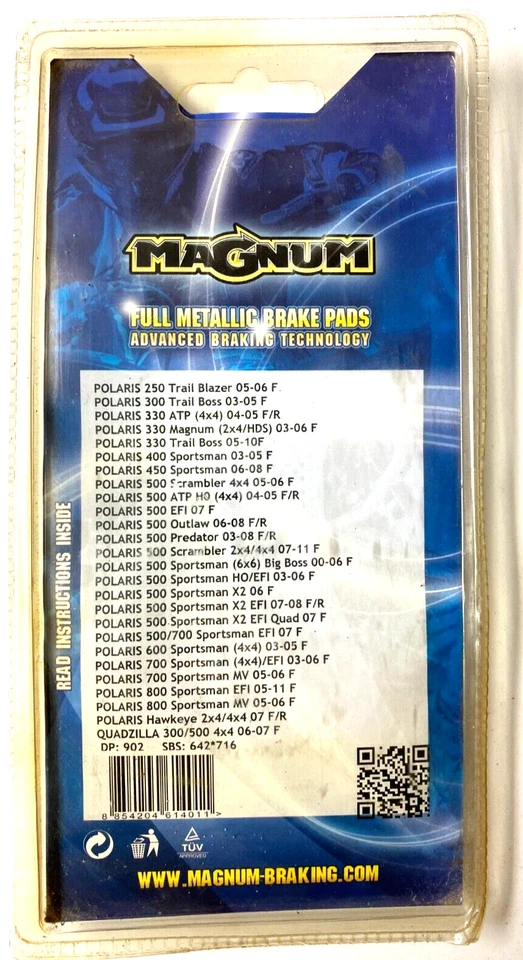 MAGNUM
FULL METALLIC BRAKE PADS
ADVANCED BRAKING TECHNOLOGY
POLARIS 250 Trail Blazer 05-06 F
POLARIS 300 Trail Boss 03-05 F
POLARIS 330 ATP (4x4) 04-05 F/R
POLARIS 330 Magnum (2x4/HDS) 03-06 F
POLARIS 330 Trail Boss 05-10F
POLARIS 400 Sportsman 03-05 F
POLARIS 450 Sportsman 06-08 F
POLARIS 500 Scrambler 4x4 05-06 F
POLARIS 500 ATP H0 (4x4) 04-05 F/R
POLARIS 500 EFI 07 F
POLARIS 500 Outlaw 06-08 F/R
POLARIS 500 Predator 03-08 F/R
POLARIS 500 Scrambler 2x4/4x4 07-11 F
POLARIS 500 Sportsman (6x6) Big Boss 00-06 F
POLARIS 500 Sportsman HO/EFI 03-06 F
POLARIS 500 Sportsman X2 06 F
POLARIS 500 Sportsman X2 EFI 07-08 F/R
POLARIS 500 Sportsman X2 EFI Quad 07 F
POLARIS 500/700 Sportsman EFI 07 F
POLARIS 600 Sportsman (4x4) 03-05 F
POLARIS 700 Sportsman (4x4)/EFI 03-06 F
POLARIS 700 Sportsman MV 05-06 F
POLARIS 800 Sportsman EFI 05-11 F
POLARIS 800 Sportsman MV 05-06 F
POLARIS Hawkeye 2x4/4x4 07 F/R
QUADZILLA 300/500 4x4 06-07 F
DP: 902 SBS: 642*716
8 854204 614011 >
READ INSTRUCTIONS INSIDE
TÜV
APPROVED
WWW.MAGNUM-BRAKING.COM